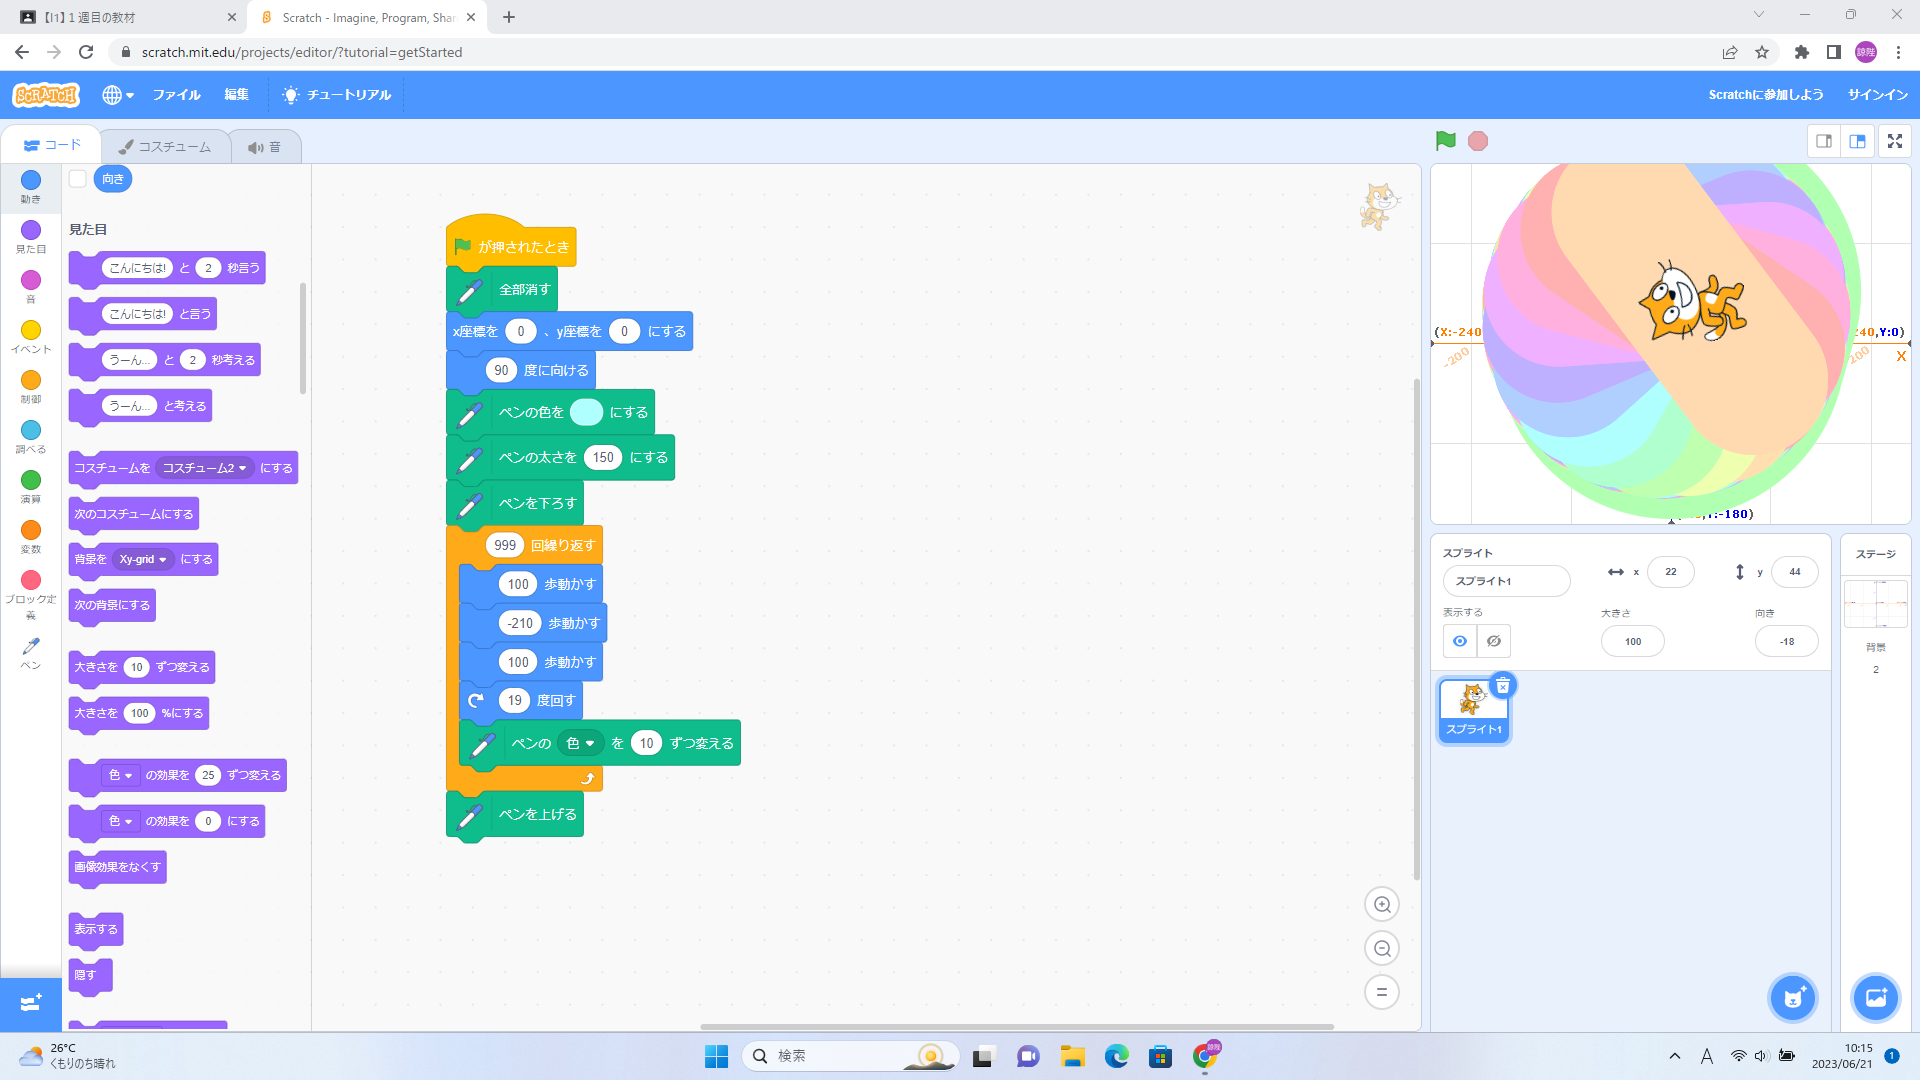 【I1】1 週目の教材
Scratch - Imagine, Program, Shar
scratch.mit.edu/projects/editor/?tutorial=getStarted
諒陛
SCRATCH
ファイル
編集
チュートリアル
Scratchに参加しよう
サインイン
コード
コスチューム
音
動き
見た目
音
イベント
制御
調べる
演算
変数
ブロック定義
ペン
向き
見た目
こんにちは! と 2 秒言う
こんにちは! と言う
うーん... と 2 秒考える
うーん... と考える
コスチュームを コスチューム2 にする
次のコスチュームにする
背景を Xy-grid にする
次の背景にする
大きさを 10 ずつ変える
大きさを 100 %にする
色 の効果を 25 ずつ変える
色 の効果を 0 にする
画像効果をなくす
表示する
隠す
が押されたとき
全部消す
x座標を 0 、y座標を 0 にする
90 度に向ける
ペンの色を にする
ペンの太さを 150 にする
ペンを下ろす
999 回繰り返す
100 歩動かす
-210 歩動かす
100 歩動かす
19 度回す
ペンの 色 を 10 ずつ変える
ペンを上げる
(X:-240
240,Y:0)
-200
200
X
Y:-180)
スプライト
スプライト1
x 22
y 44
表示する
大きさ
100
向き
-18
スプライト1
ステージ
背景
2
26°C
くもりのち晴れ
検索
A
10:15
2023/06/21
1